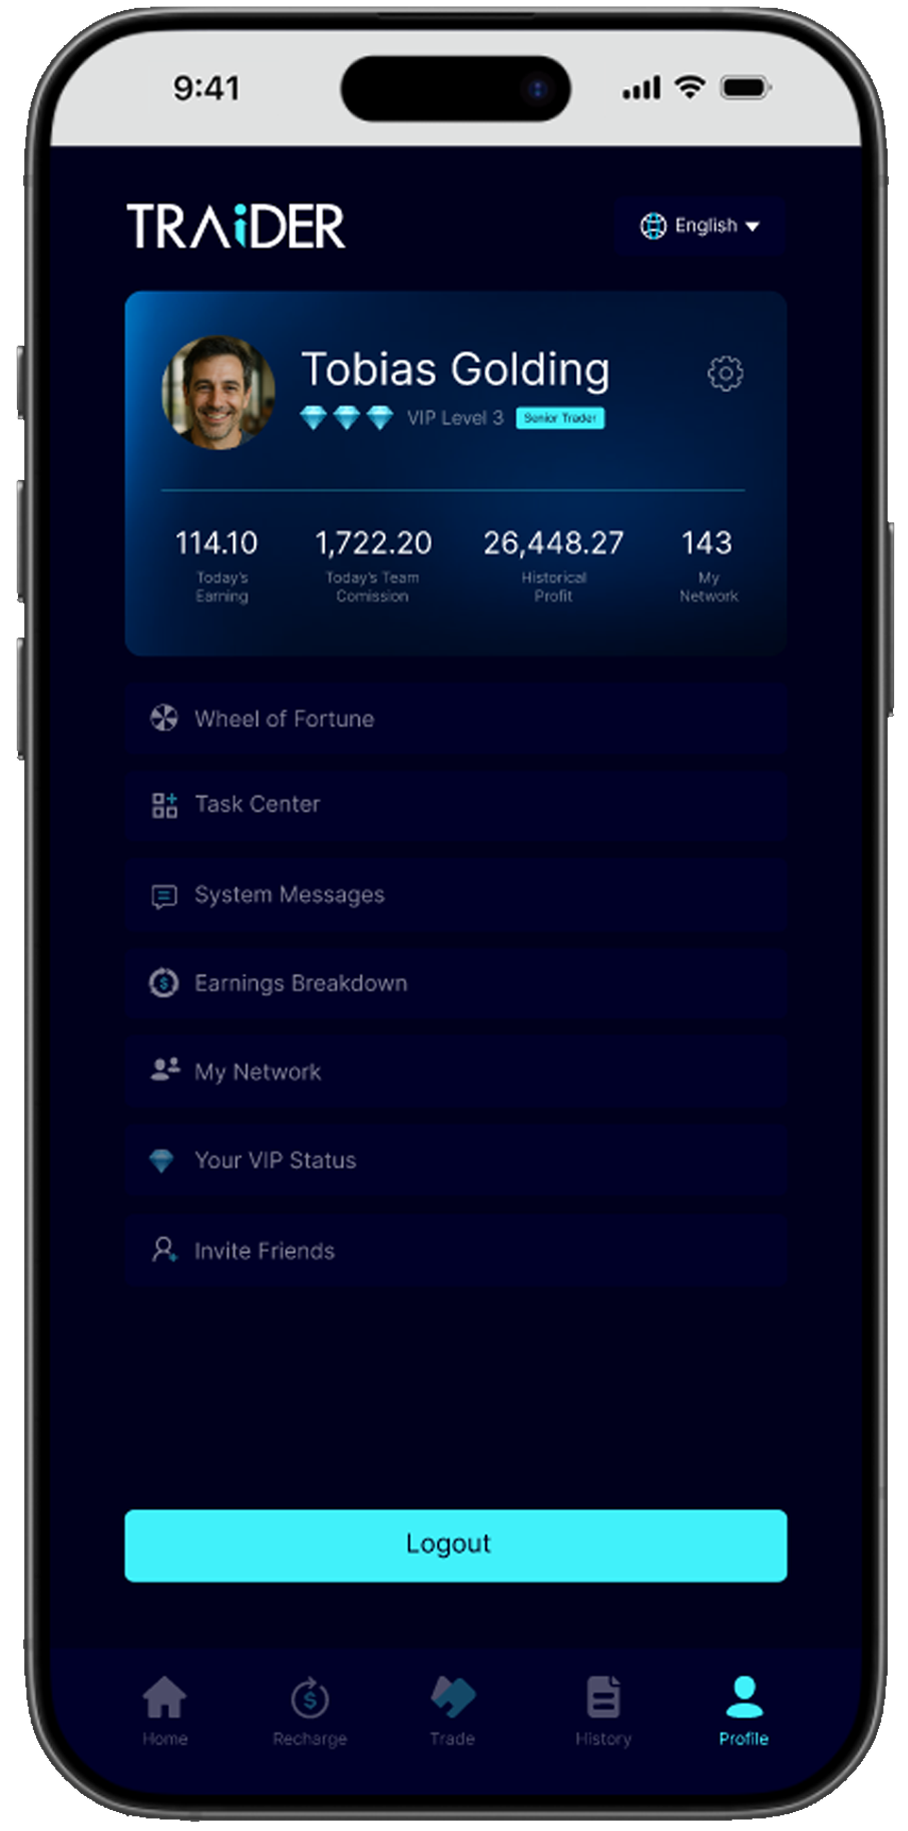 9:41
TRAiDER
English
Tobias Golding
VIP Level 3
Senior Trader
114.10
Today's
Earning
1,722.20
Today's Team
Comission
26,448.27
Historical
Profit
143
My
Network
Wheel of Fortune
Task Center
System Messages
Earnings Breakdown
My Network
Your VIP Status
Invite Friends
Logout
Home
Recharge
Trade
History
Profile